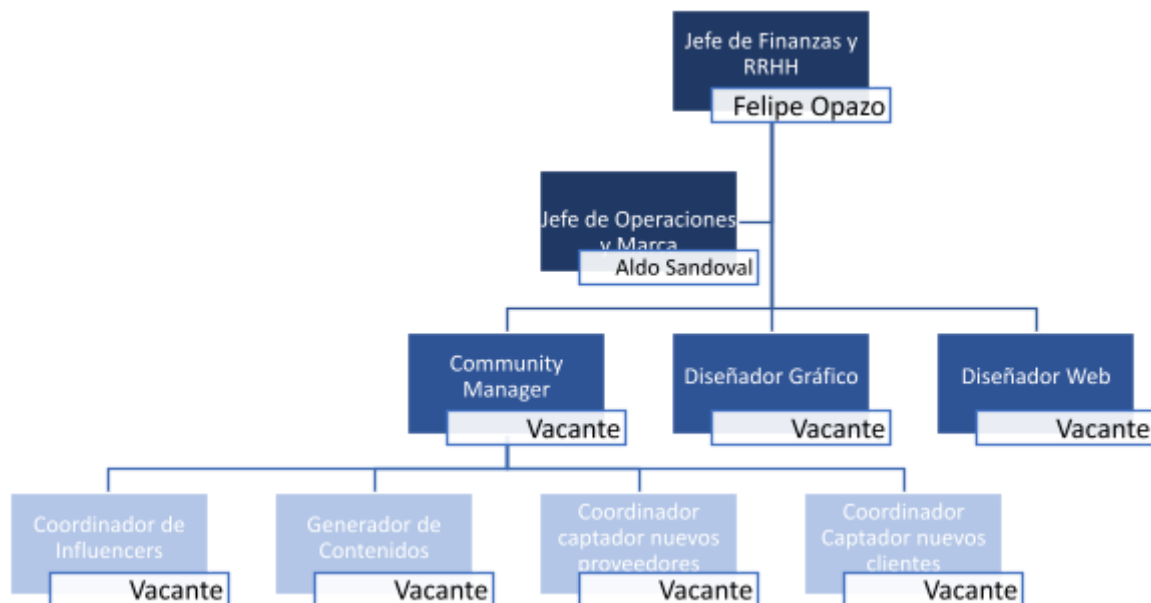 Jefe de Finanzas y
RRHH
Felipe Opazo
Jefe de Operaciones
y Marca
Aldo Sandoval
Community
Manager
Vacante
Diseñador Gráfico
Vacante
Diseñador Web
Vacante
Coordinador de
Influencers
Vacante
Generador de
Contenidos
Vacante
Coordinador
captador nuevos
proveedores
Vacante
Coordinador
Captador nuevos
clientes
Vacante